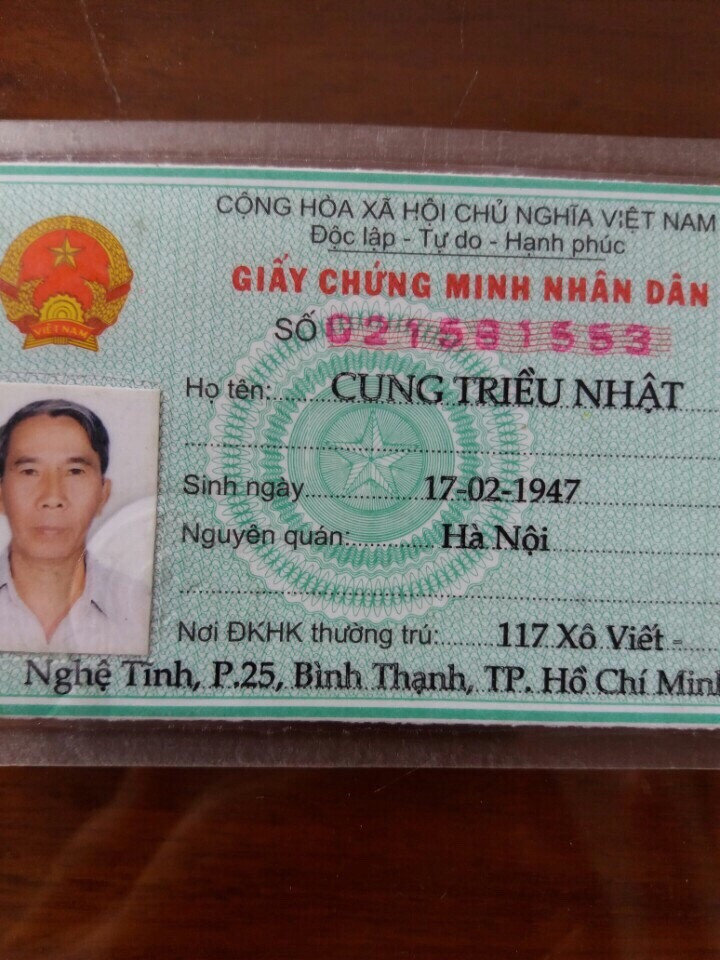 CỘNG HÒA XÃ HỘI CHỦ NGHĨA VIỆT NAM
Độc lập - Tự do - Hạnh phúc
GIẤY CHỨNG MINH NHÂN DÂN
SỐ 021581553
VIỆT NAM
Họ tên: CUNG TRIỀU NHẬT
Sinh ngày 17-02-1947
Nguyên quán: Hà Nội
Nơi ĐKHK thường trú: 117 Xô Viết -
Nghệ Tĩnh, P.25, Bình Thạnh, TP. Hồ Chí Minh